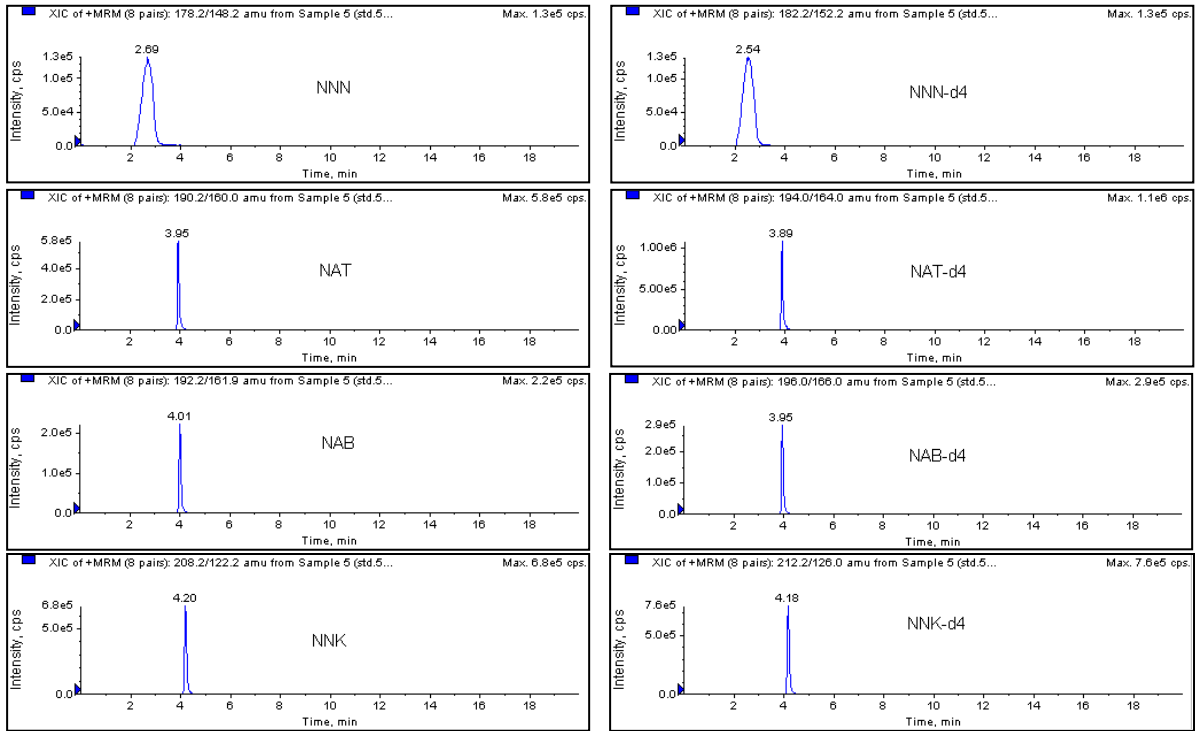 XIC of +MRM (8 pairs): 178.2/148.2 amu from Sample 5 (std.5... Max. 1.3e5 cps.
2.69
1.3e5
1.0e5
5.0e4
0.0
Intensity, cps
NNN
2 4 6 8 10 12 14 16 18
Time, min
XIC of +MRM (8 pairs): 182.2/152.2 amu from Sample 5 (std.5... Max. 1.3e5 cps.
2.54
1.3e5
1.0e5
5.0e4
0.0
Intensity, cps
NNN-d4
2 4 6 8 10 12 14 16 18
Time, min
XIC of +MRM (8 pairs): 190.2/160.0 amu from Sample 5 (std.5... Max. 5.8e5 cps.
3.95
5.8e5
4.0e5
2.0e5
0.0
Intensity, cps
NAT
2 4 6 8 10 12 14 16 18
Time, min
XIC of +MRM (8 pairs): 194.0/164.0 amu from Sample 5 (std.5... Max. 1.1e6 cps.
3.89
1.00e6
5.00e5
0.00
Intensity, cps
NAT-d4
2 4 6 8 10 12 14 16 18
Time, min
XIC of +MRM (8 pairs): 192.2/161.9 amu from Sample 5 (std.5... Max. 2.2e5 cps.
4.01
2.0e5
1.0e5
0.0
Intensity, cps
NAB
2 4 6 8 10 12 14 16 18
Time, min
XIC of +MRM (8 pairs): 196.0/166.0 amu from Sample 5 (std.5... Max. 2.9e5 cps.
3.95
2.9e5
2.0e5
1.0e5
0.0
Intensity, cps
NAB-d4
2 4 6 8 10 12 14 16 18
Time, min
XIC of +MRM (8 pairs): 208.2/122.2 amu from Sample 5 (std.5... Max. 6.8e5 cps.
4.20
6.8e5
5.0e5
0.0
Intensity, cps
NNK
2 4 6 8 10 12 14 16 18
Time, min
XIC of +MRM (8 pairs): 212.2/126.0 amu from Sample 5 (std.5... Max. 7.6e5 cps.
4.18
7.6e5
5.0e5
0.0
Intensity, cps
NNK-d4
2 4 6 8 10 12 14 16 18
Time, min